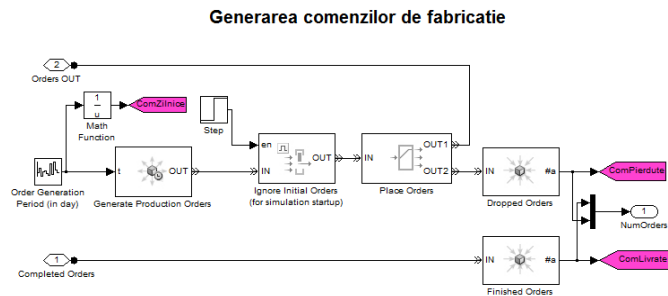 Generarea comenzilor de fabricatie
2
Orders OUT
1
u
Math
Function
ComZilnice
Step
en
IN
OUT
Ignore Initial Orders
(for simulation startup)
IN
OUT1
OUT2
Place Orders
Order Generation
Period (in day)
t
OUT
Generate Production Orders
IN
#a
Dropped Orders
ComPierdute
1
NumOrders
1
Completed Orders
IN
#a
Finished Orders
ComLivrate